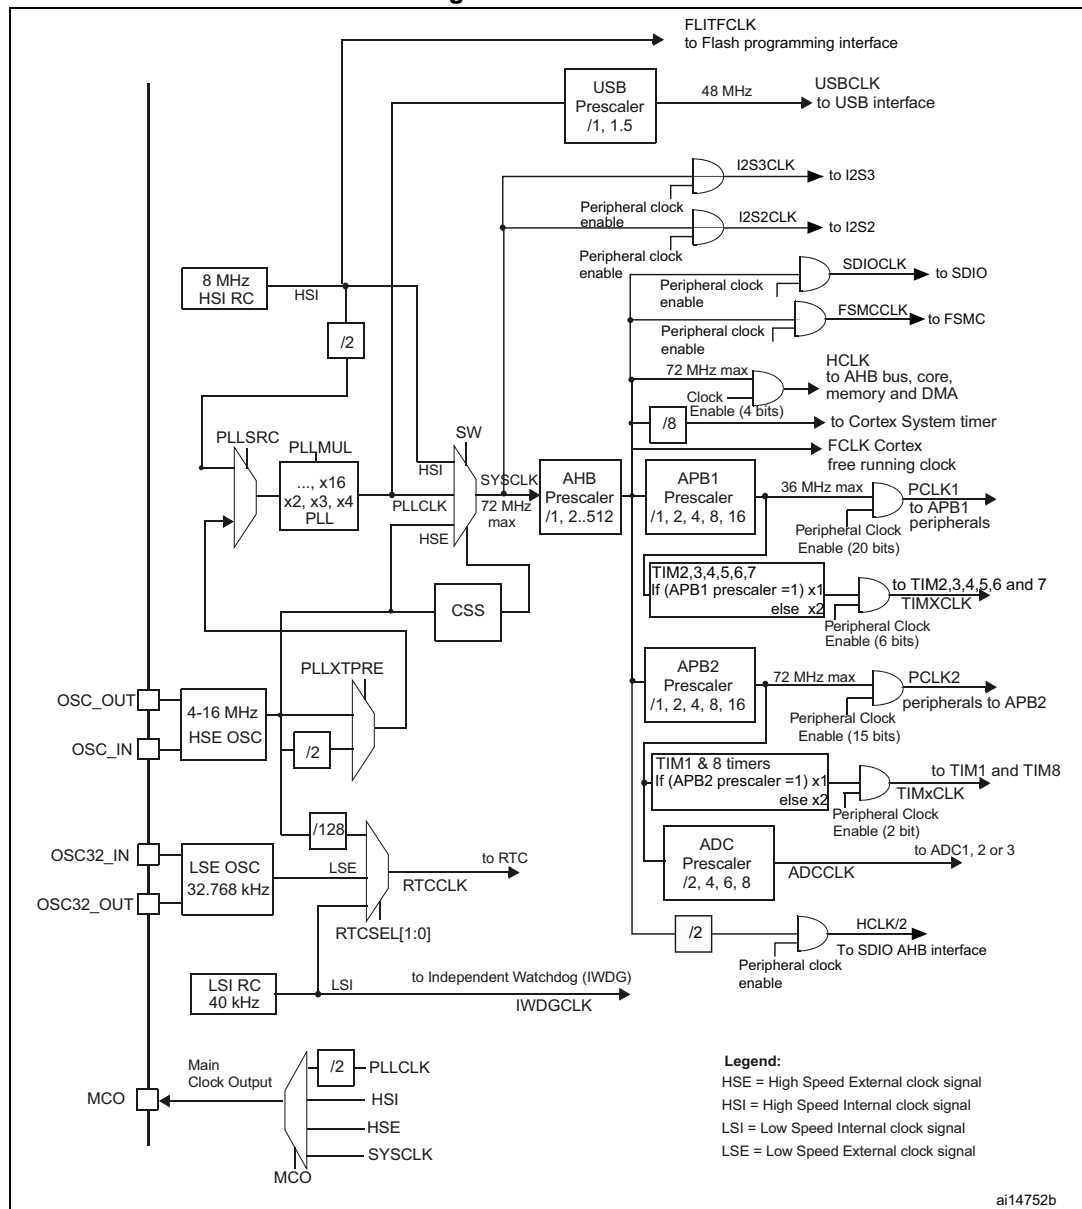 FLITFCLK
to Flash programming interface
USB
Prescaler
/1, 1.5
48 MHz
USBCLK
to USB interface
I2S3CLK
to I2S3
Peripheral clock
enable
I2S2CLK
to I2S2
Peripheral clock
enable
8 MHz
HSI RC
HSI
SDIOCLK
to SDIO
Peripheral clock
enable
FSMCCLK
to FSMC
Peripheral clock
enable
/2
HCLK
to AHB bus, core,
memory and DMA
72 MHz max
Clock
Enable (4 bits)
/8
to Cortex System timer
FCLK Cortex
free running clock
PLLSRC
PLLMUL
..., x16
x2, x3, x4
PLL
SW
HSI
PLLCLK
HSE
SYSCLK
72 MHz
max
AHB
Prescaler
/1, 2..512
APB1
Prescaler
/1, 2, 4, 8, 16
36 MHz max
PCLK1
to APB1
peripherals
Peripheral Clock
Enable (20 bits)
TIM2,3,4,5,6,7
If (APB1 prescaler =1) x1
else x2
to TIM2,3,4,5,6 and 7
TIMXCLK
Peripheral Clock
Enable (6 bits)
CSS
PLLXTPRE
OSC_OUT
OSC_IN
4-16 MHz
HSE OSC
/2
APB2
Prescaler
/1, 2, 4, 8, 16
72 MHz max
PCLK2
peripherals to APB2
Peripheral Clock
Enable (15 bits)
TIM1 & 8 timers
If (APB2 prescaler =1) x1
else x2
to TIM1 and TIM8
TIMxCLK
Peripheral Clock
Enable (2 bit)
/128
OSC32_IN
OSC32_OUT
LSE OSC
32.768 kHz
LSE
to RTC
RTCCLK
RTCSEL[1:0]
ADC
Prescaler
/2, 4, 6, 8
to ADC1, 2 or 3
ADCCLK
/2
HCLK/2
To SDIO AHB interface
Peripheral clock
enable
LSI RC
40 kHz
LSI
to Independent Watchdog (IWDG)
IWDGCLK
MCO
Main
Clock Output
/2
PLLCLK
HSI
HSE
SYSCLK
MCO
Legend:
HSE = High Speed External clock signal
HSI = High Speed Internal clock signal
LSI = Low Speed Internal clock signal
LSE = Low Speed External clock signal
ai14752b